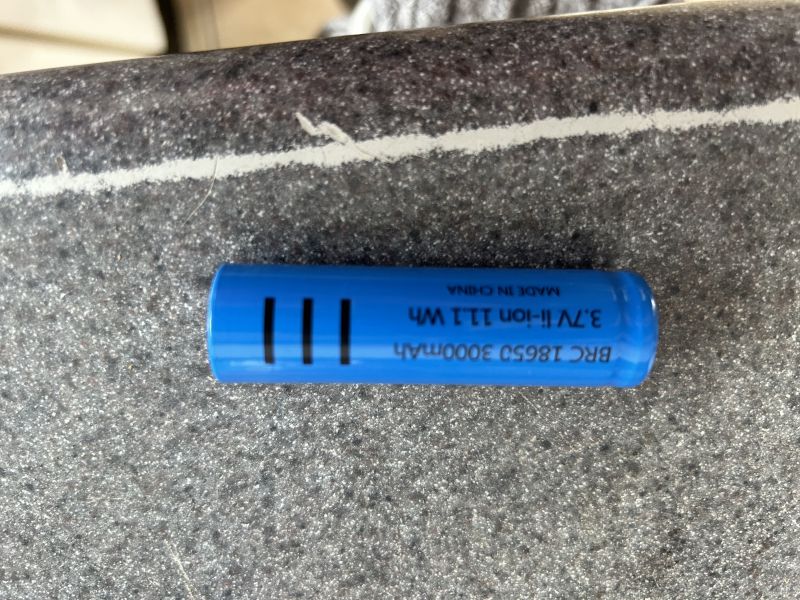 BRC 18650 3000mAh
3.7V li-ion 11.1 Wh
MADE IN CHINA